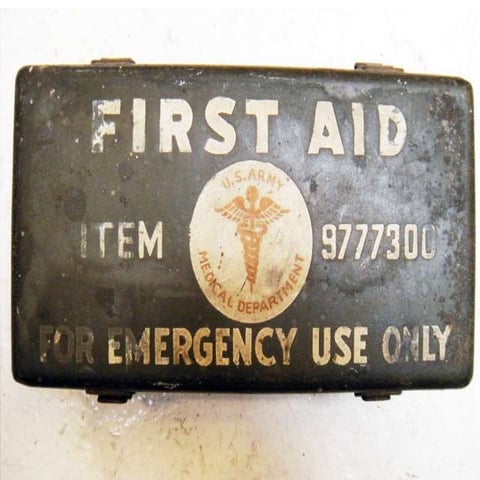 FIRST AID
U.S. ARMY
ITEM 9777300
MEDICAL DEPARTMENT
FOR EMERGENCY USE ONLY